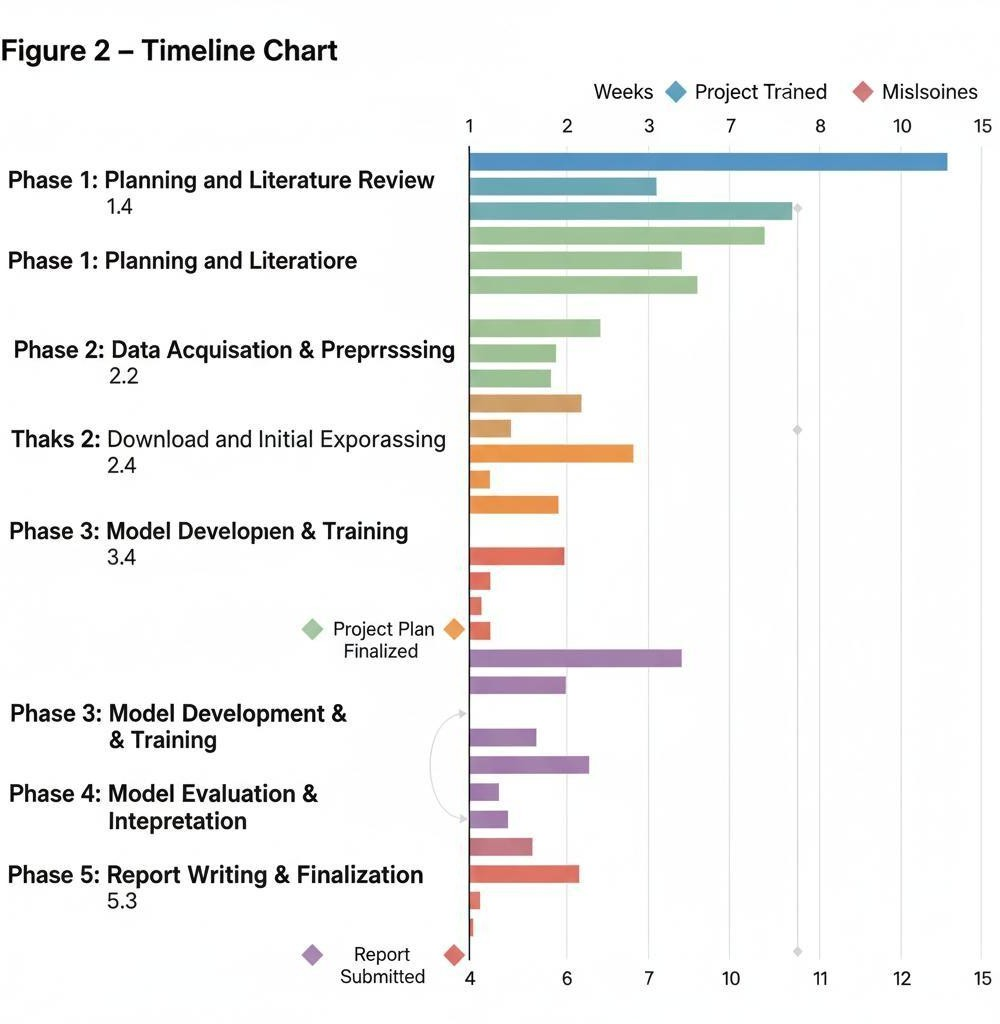 Figure 2 – Timeline Chart
Weeks Project Trained Mislsoines
1 2 3 7 8 10 15
Phase 1: Planning and Literature Review
1.4
Phase 1: Planning and Literatiore
Phase 2: Data Acquisation & Preprrsssing
2.2
Thaks 2: Download and Initial Exporassing
2.4
Phase 3: Model Developıen & Training
3.4
Project Plan
Finalized
Phase 3: Model Development &
& Training
Phase 4: Model Evaluation &
Intepretation
Phase 5: Report Writing & Finalization
5.3
Report
Submitted
4 6 7 10 11 12 15